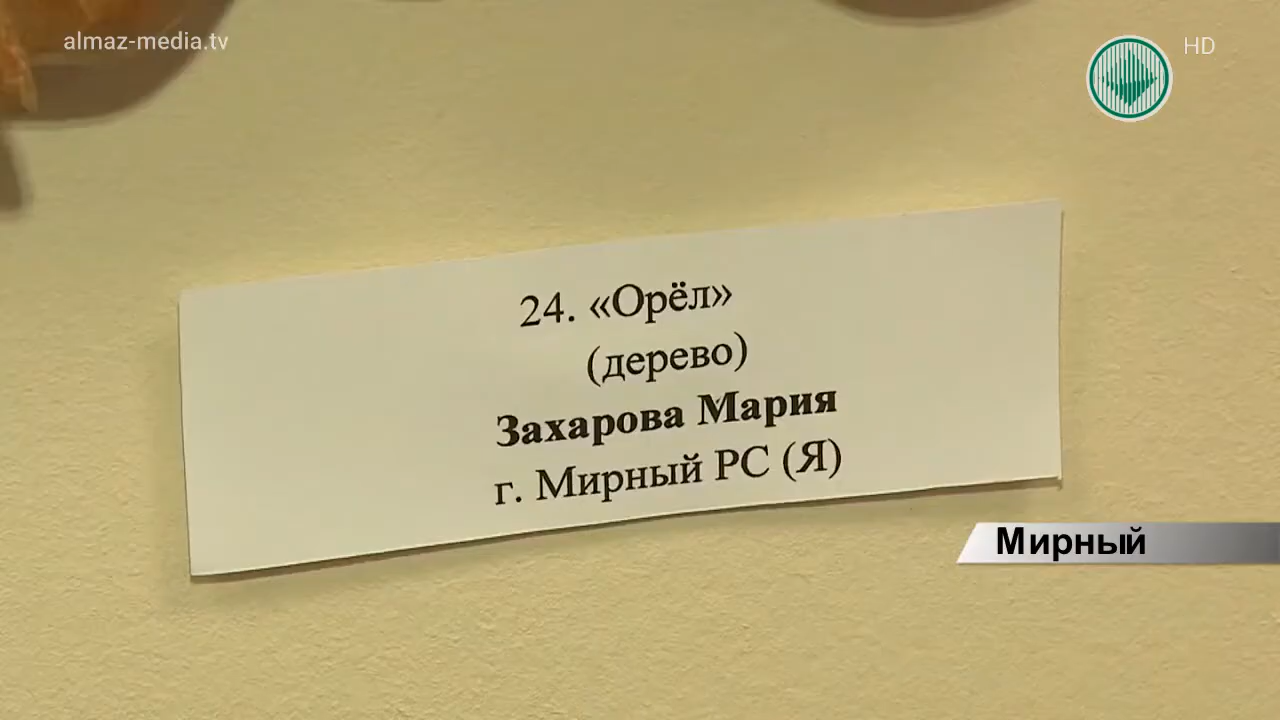 almaz-media.tv
HD
24. «Орёл»
(дерево)
Захарова Мария
г. Мирный РС (Я)
Мирный